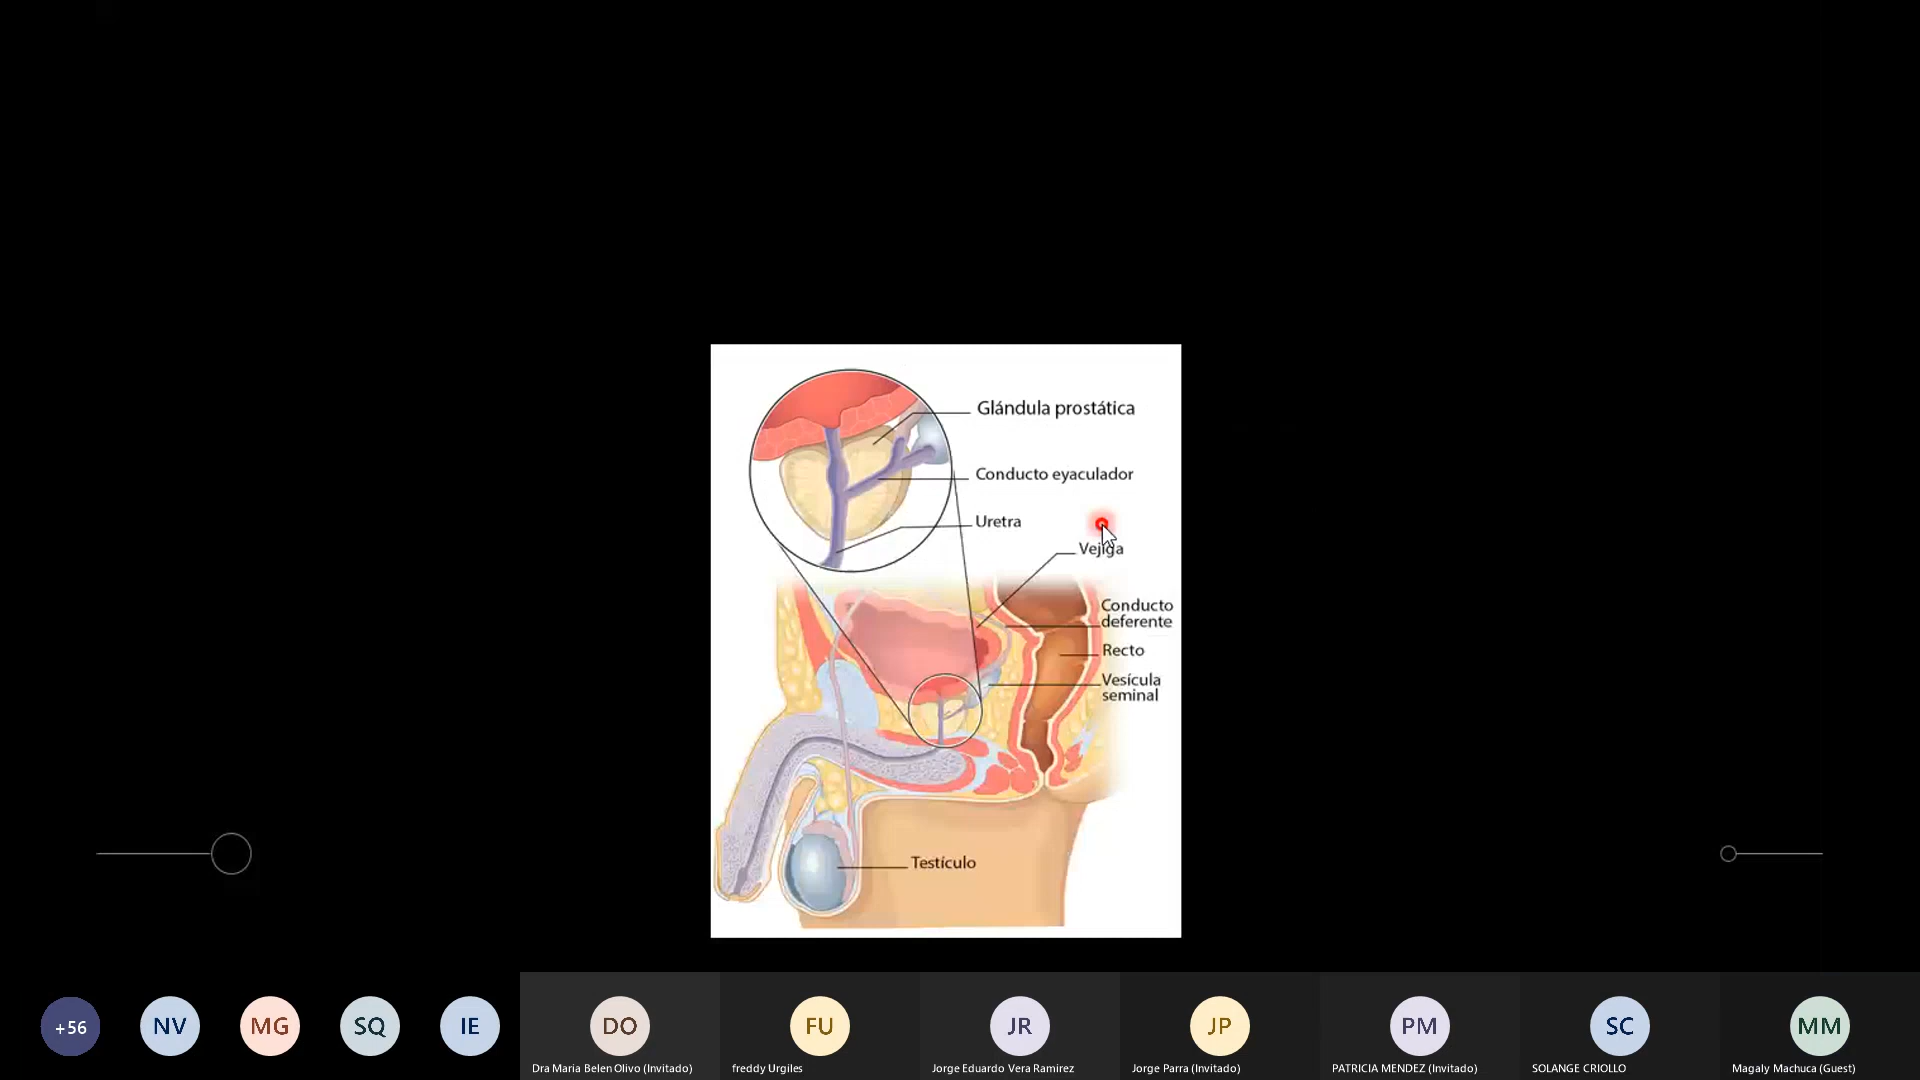 Glándula prostática
Conducto eyaculador
Uretra
Vejiga
Conducto
deferente
Recto
Vesícula
seminal
Testículo
+56
NV
MG
SQ
IE
DO
FU
JR
JP
PM
SC
MM
Dra Maria Belen Olivo (Invitado)
freddy Urgiles
Jorge Eduardo Vera Ramirez
Jorge Parra (Invitado)
PATRICIA MENDEZ (Invitado)
SOLANGE CRIOLLO
Magaly Machuca (Guest)